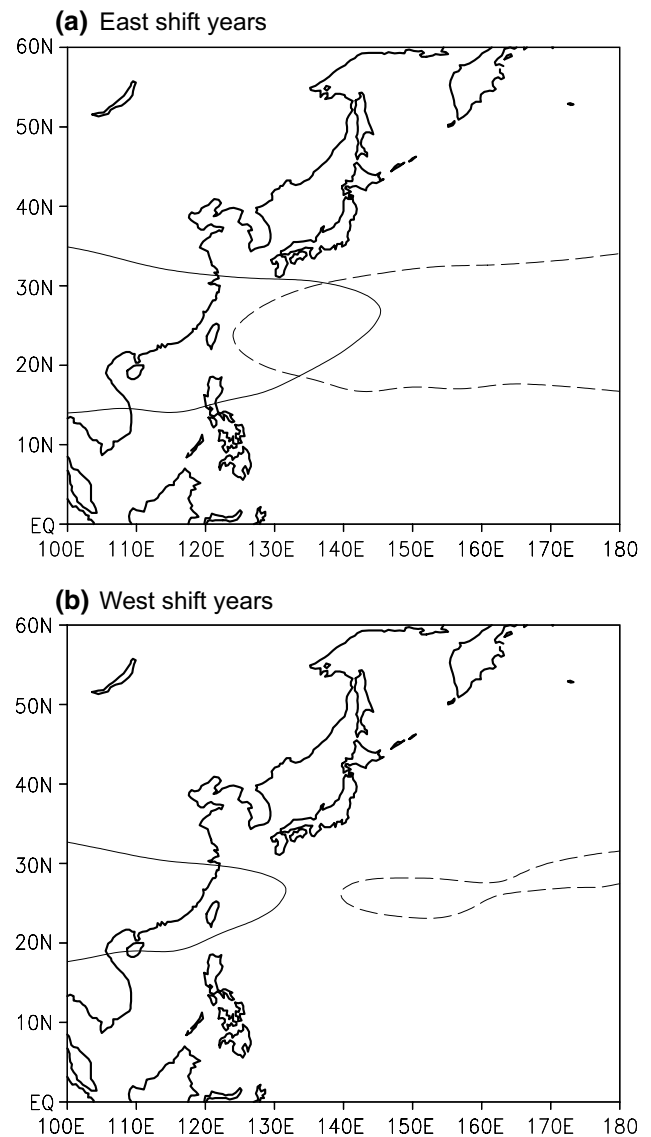 (a) East shift years
60N
50N
40N
30N
20N
10N
EQ
100E 110E 120E 130E 140E 150E 160E 170E 180
(b) West shift years
60N
50N
40N
30N
20N
10N
EQ
100E 110E 120E 130E 140E 150E 160E 170E 180